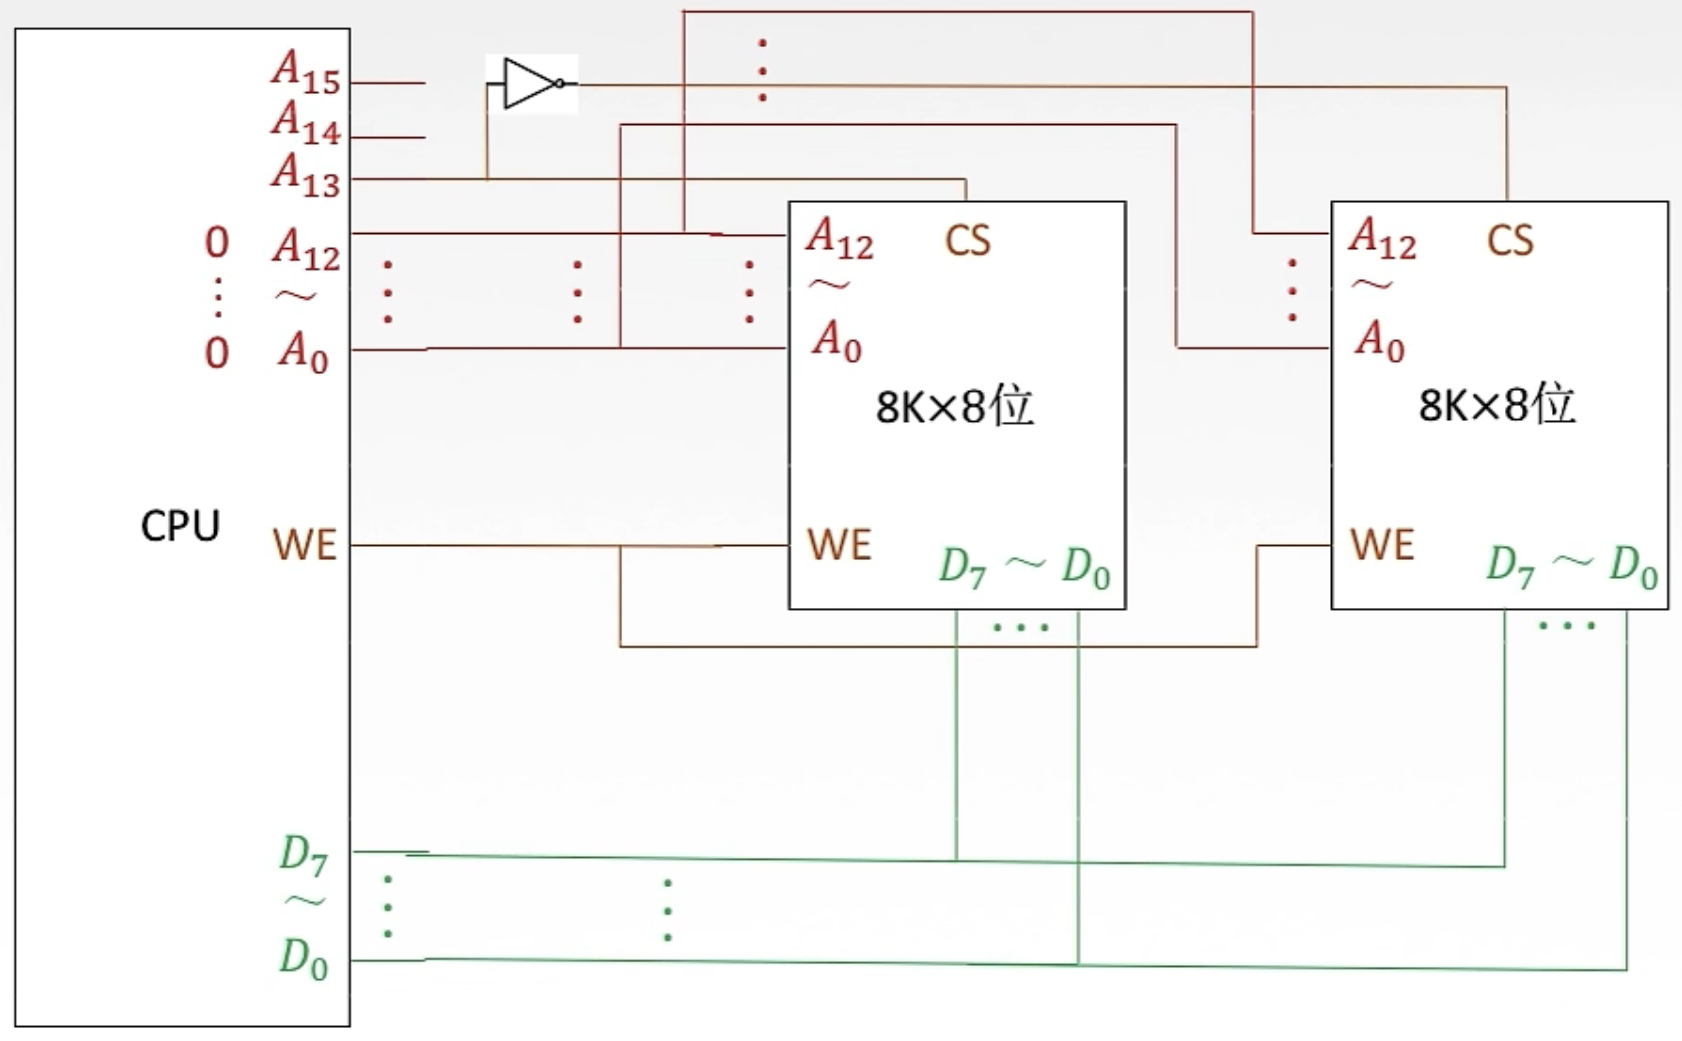 A₁₅
A₁₄
A₁₃
0 A₁₂
⋮ ~
0 A₀
CPU WE
D₇
~
D₀
A₁₂ CS
~
A₀
8K×8位
WE
D₇ ~ D₀
A₁₂ CS
~
A₀
8K×8位
WE
D₇ ~ D₀